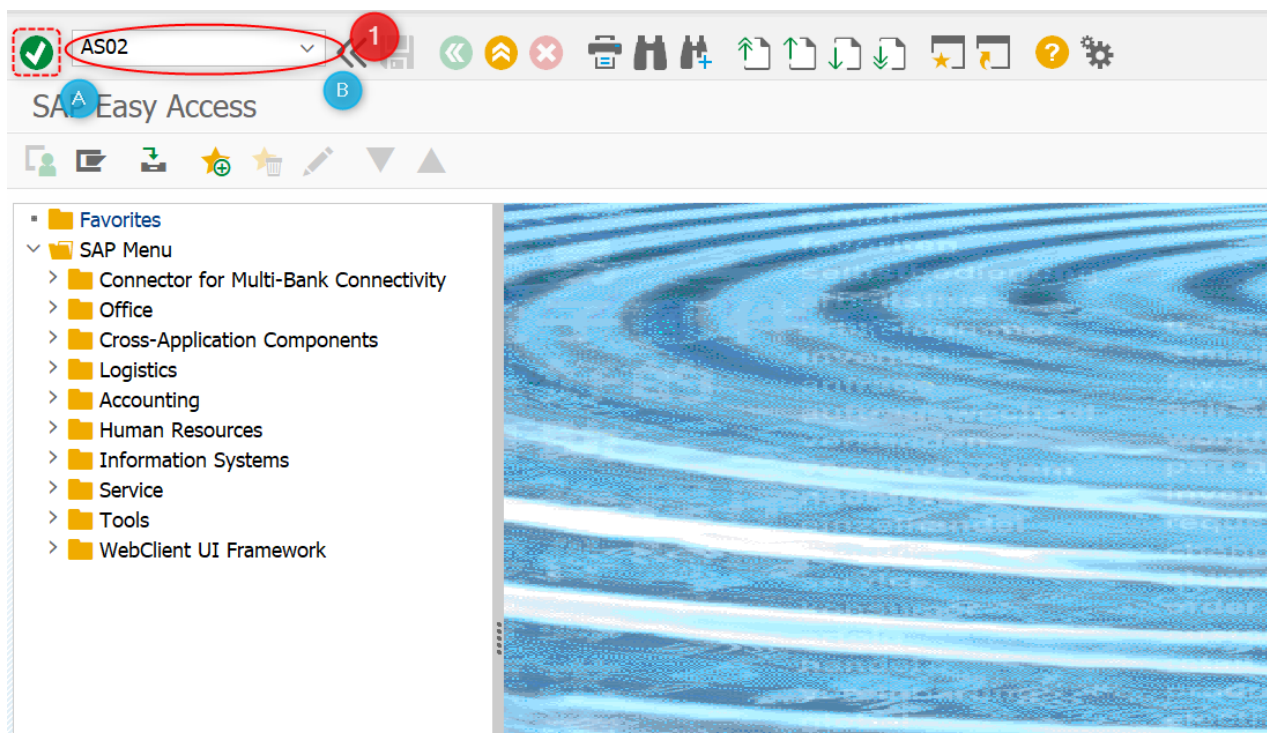 AS02
1
A
B
SAP Easy Access
Favorites
SAP Menu
Connector for Multi-Bank Connectivity
Office
Cross-Application Components
Logistics
Accounting
Human Resources
Information Systems
Service
Tools
WebClient UI Framework